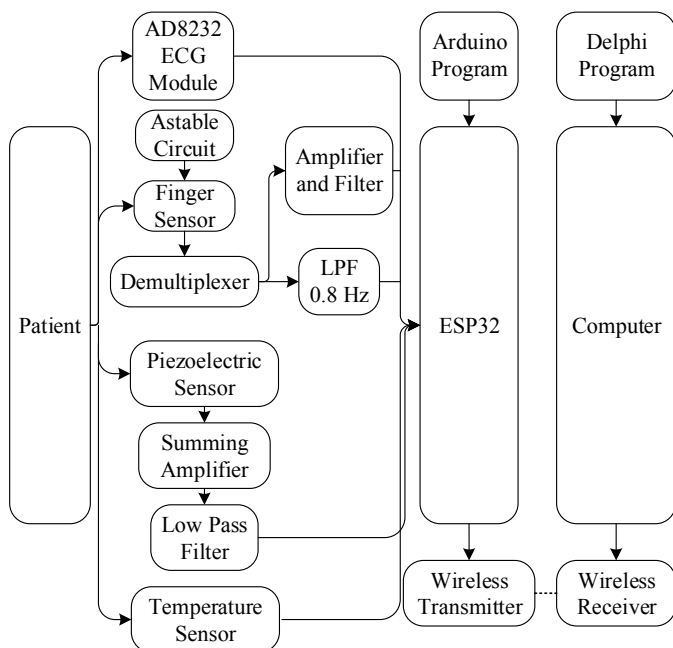 AD8232
ECG
Module
Arduino
Program
Delphi
Program
Astable
Circuit
Amplifier
and Filter
Finger
Sensor
Demultiplexer
LPF
0.8 Hz
Patient
ESP32
Computer
Piezoelectric
Sensor
Summing
Amplifier
Low Pass
Filter
Wireless
Transmitter
Wireless
Receiver
Temperature
Sensor